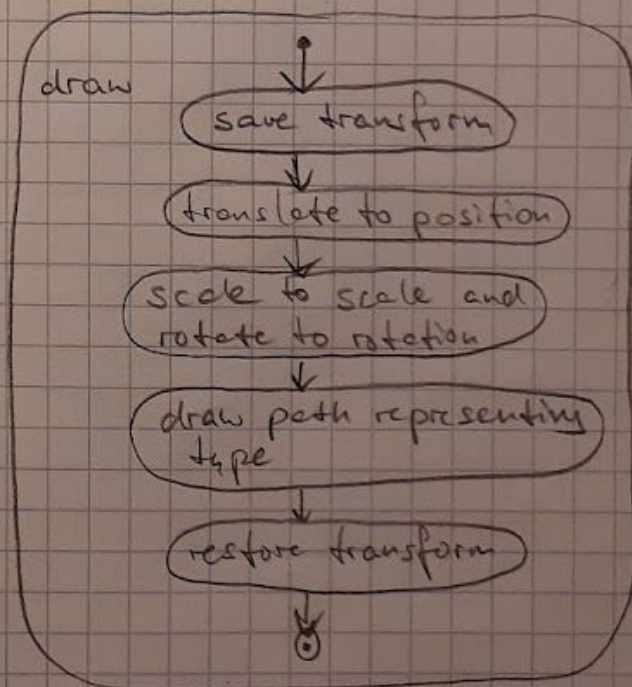 draw
save transform
translate to position
scale to scale and
rotate to rotation
draw path representing
type
restore transform